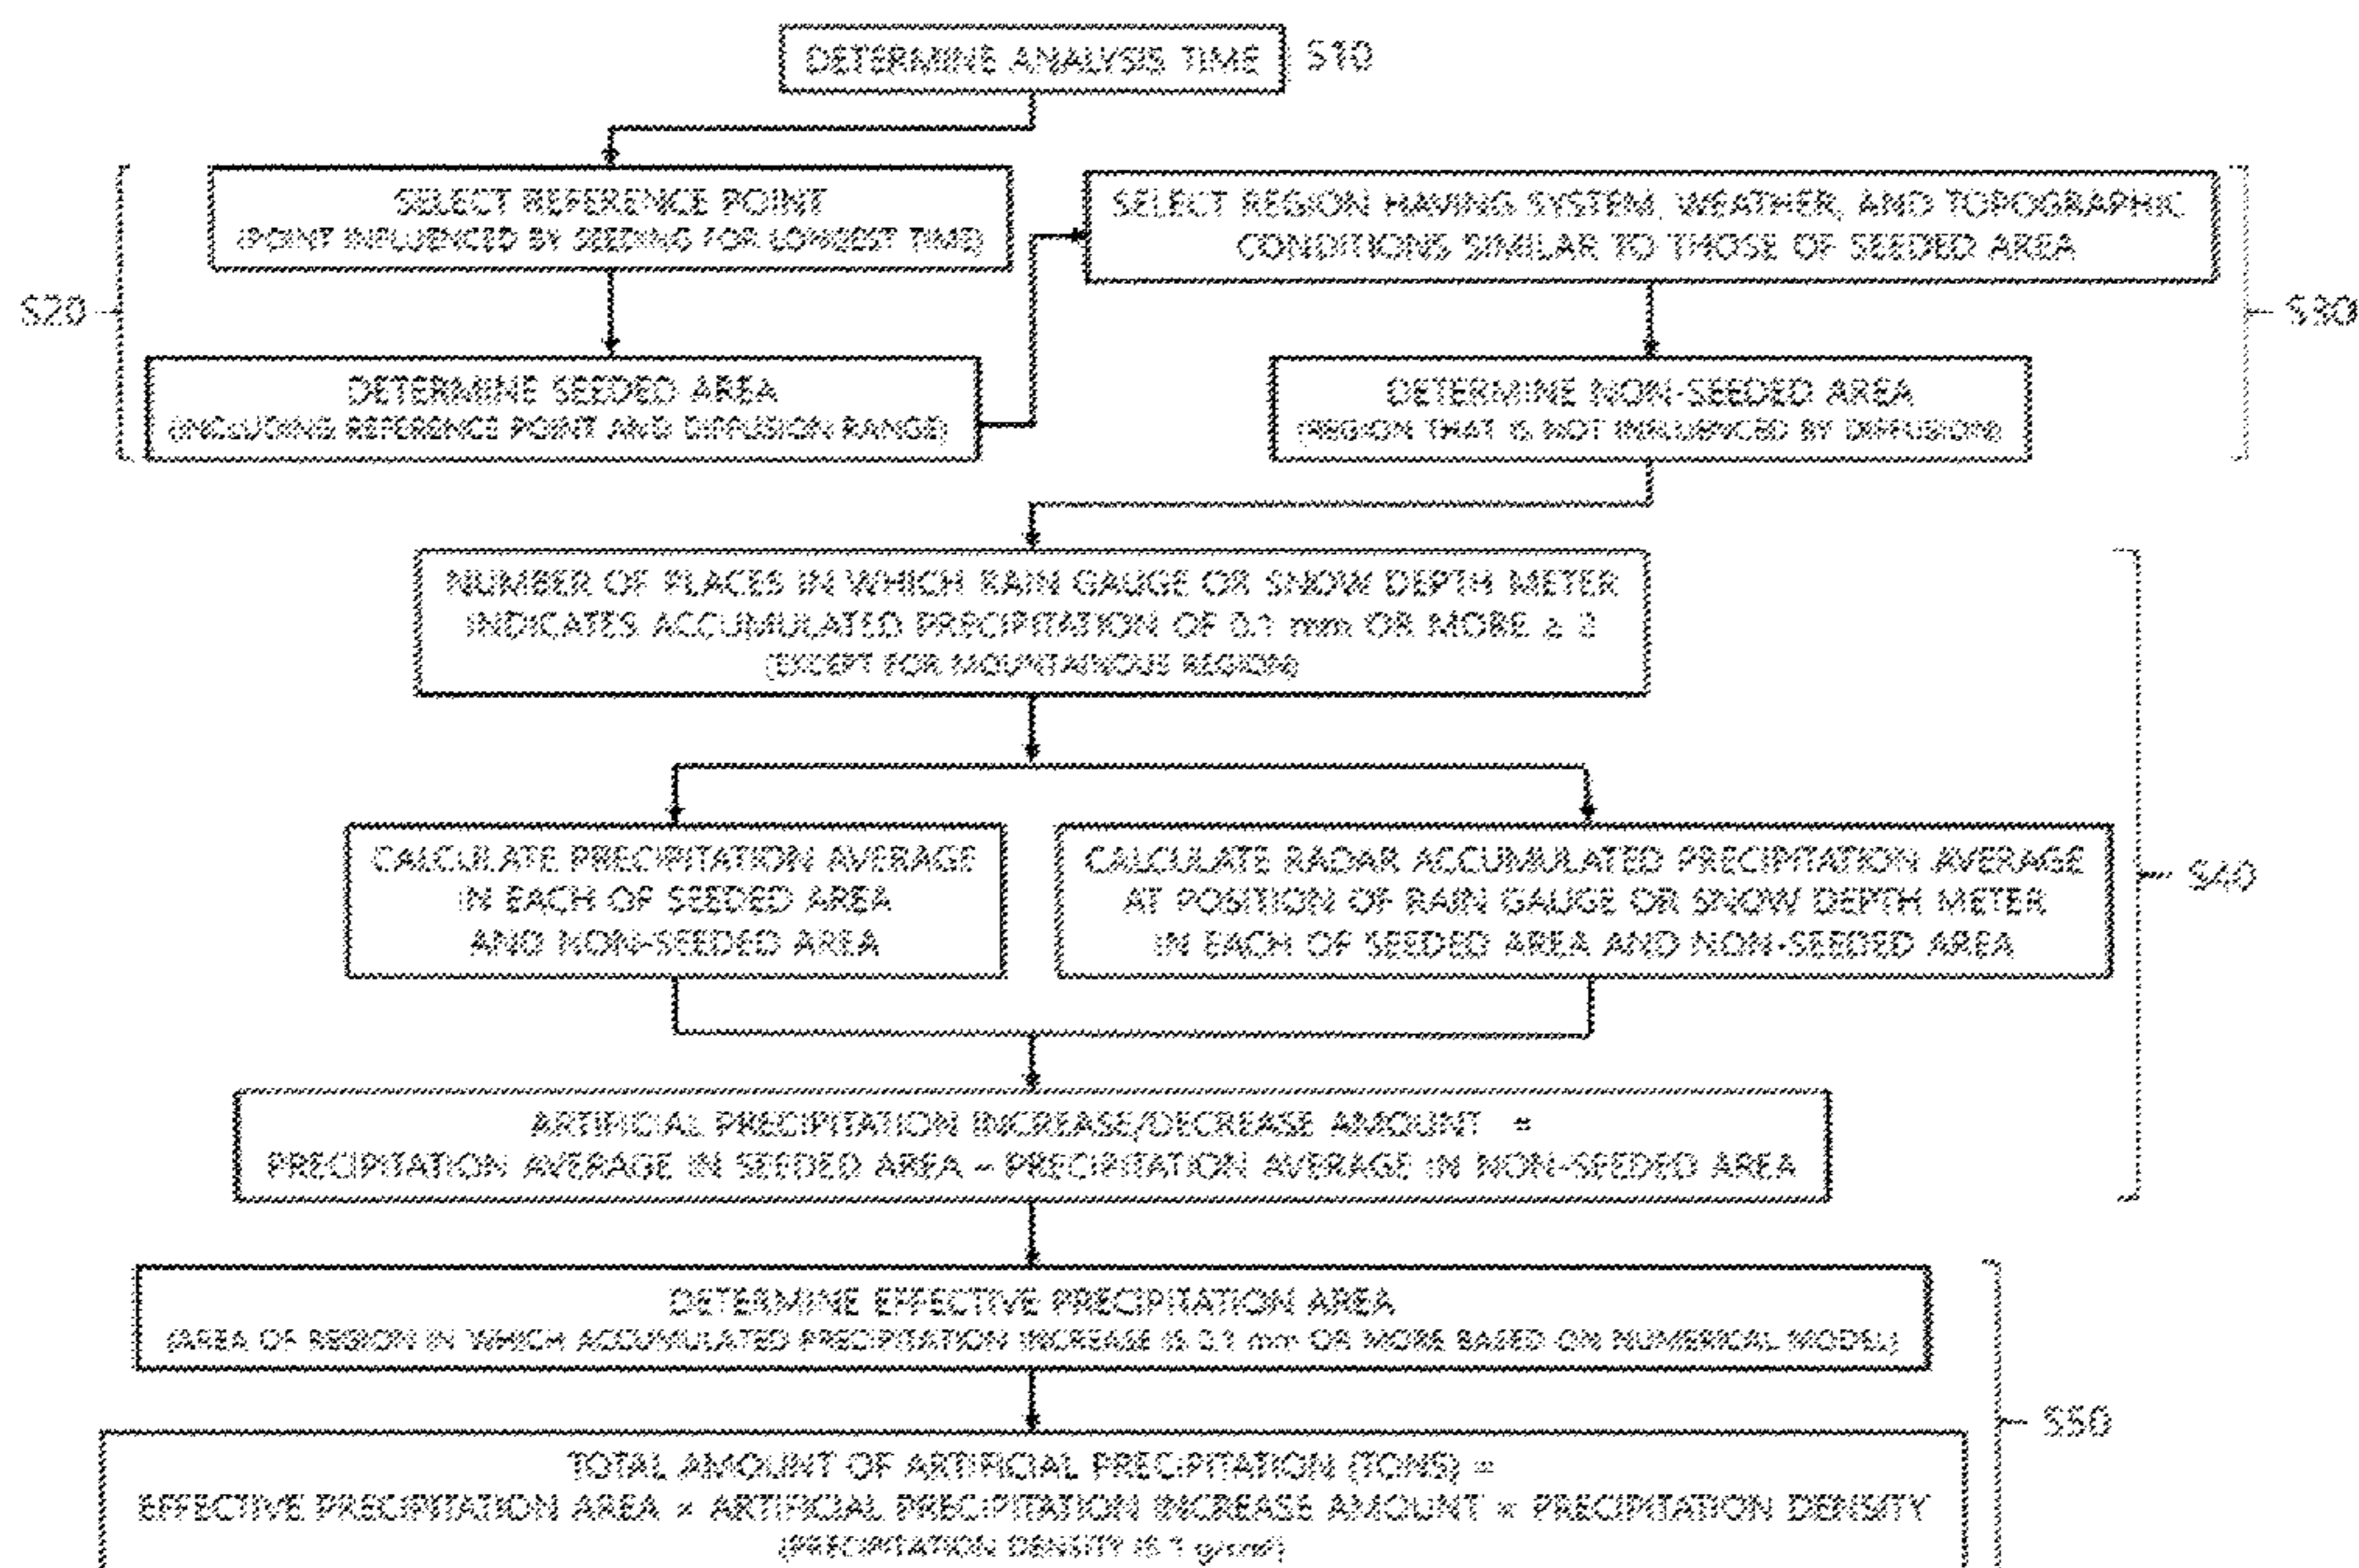 DETERMINE ANALYSIS TIME
S10
SELECT REFERENCE POINT
(POINT INFLUENCED BY SEEDING FOR LONGEST TIME)
SELECT REGION HAVING SYSTEM, WEATHER, AND TOPOGRAPHIC
CONDITIONS SIMILAR TO THOSE OF SEEDED AREA
S20
S30
DETERMINE SEEDED AREA
(INCLUDING REFERENCE POINT AND DIFFUSION RANGE)
DETERMINE NON-SEEDED AREA
(REGION THAT IS NOT INFLUENCED BY DIFFUSION)
NUMBER OF PLACES IN WHICH RAIN GAUGE OR SNOW DEPTH METER
INDICATES ACCUMULATED PRECIPITATION OF 0.1 mm OR MORE ≥ 2
(EXCEPT FOR MOUNTAINOUS REGION)
CALCULATE PRECIPITATION AVERAGE
IN EACH OF SEEDED AREA
AND NON-SEEDED AREA
CALCULATE RADAR ACCUMULATED PRECIPITATION AVERAGE
AT POSITION OF RAIN GAUGE OR SNOW DEPTH METER
IN EACH OF SEEDED AREA AND NON-SEEDED AREA
S40
ARTIFICIAL PRECIPITATION INCREASE/DECREASE AMOUNT =
PRECIPITATION AVERAGE IN SEEDED AREA – PRECIPITATION AVERAGE IN NON-SEEDED AREA
DETERMINE EFFECTIVE PRECIPITATION AREA
(AREA OF REGION IN WHICH ACCUMULATED PRECIPITATION INCREASE IS 0.1 mm OR MORE BASED ON NUMERICAL MODEL)
S50
TOTAL AMOUNT OF ARTIFICIAL PRECIPITATION (TONS) =
EFFECTIVE PRECIPITATION AREA × ARTIFICIAL PRECIPITATION INCREASE AMOUNT × PRECIPITATION DENSITY
(PRECIPITATION DENSITY IS 1 g/cm³)